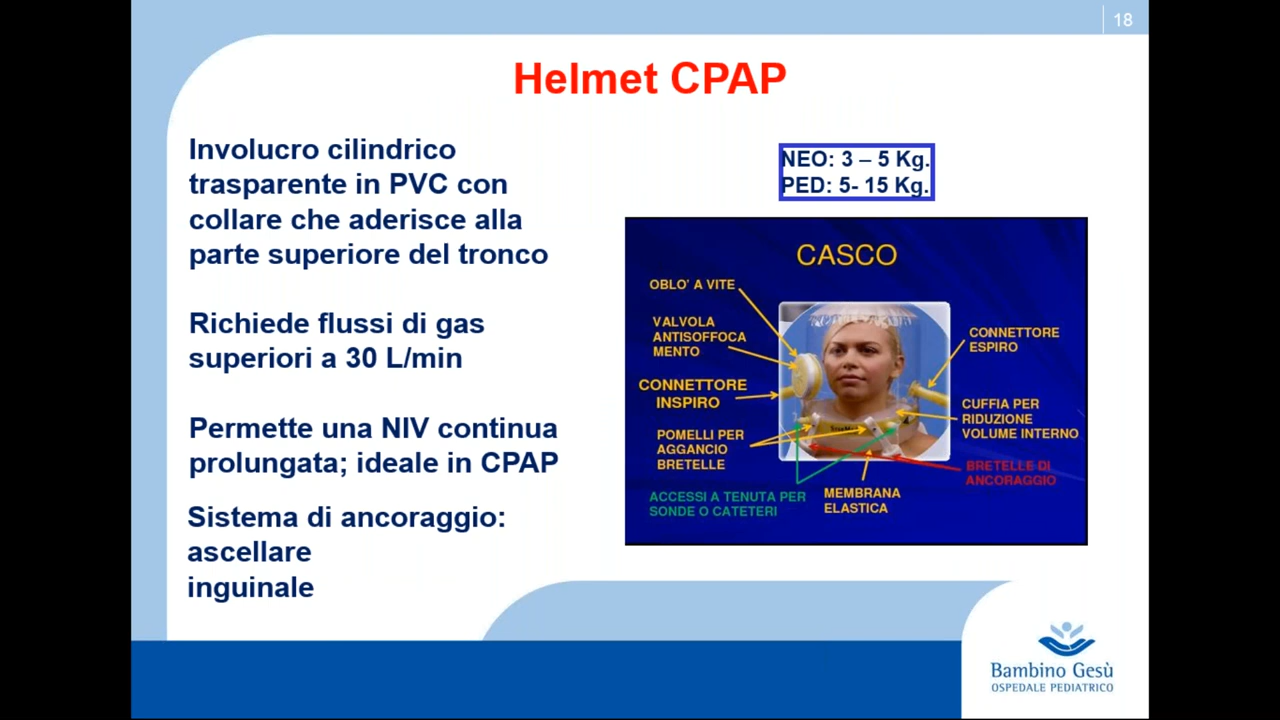 18
Helmet CPAP
Involucro cilindrico
trasparente in PVC con
collare che aderisce alla
parte superiore del tronco
Richiede flussi di gas
superiori a 30 L/min
Permette una NIV continua
prolungata; ideale in CPAP
Sistema di ancoraggio:
ascellare
inguinale
NEO: 3 – 5 Kg.
PED: 5- 15 Kg.
CASCO
OBLO' A VITE
VALVOLA
ANTISOFFOCA
MENTO
CONNETTORE
INSPIRO
POMELLI PER
AGGANCIO
BRETELLE
ACCESSI A TENUTA PER
SONDE O CATETERI
MEMBRANA
ELASTICA
CONNETTORE
ESPIRO
CUFFIA PER
RIDUZIONE
VOLUME INTERNO
BRETELLE DI
ANCORAGGIO
Bambino Gesù
OSPEDALE PEDIATRICO